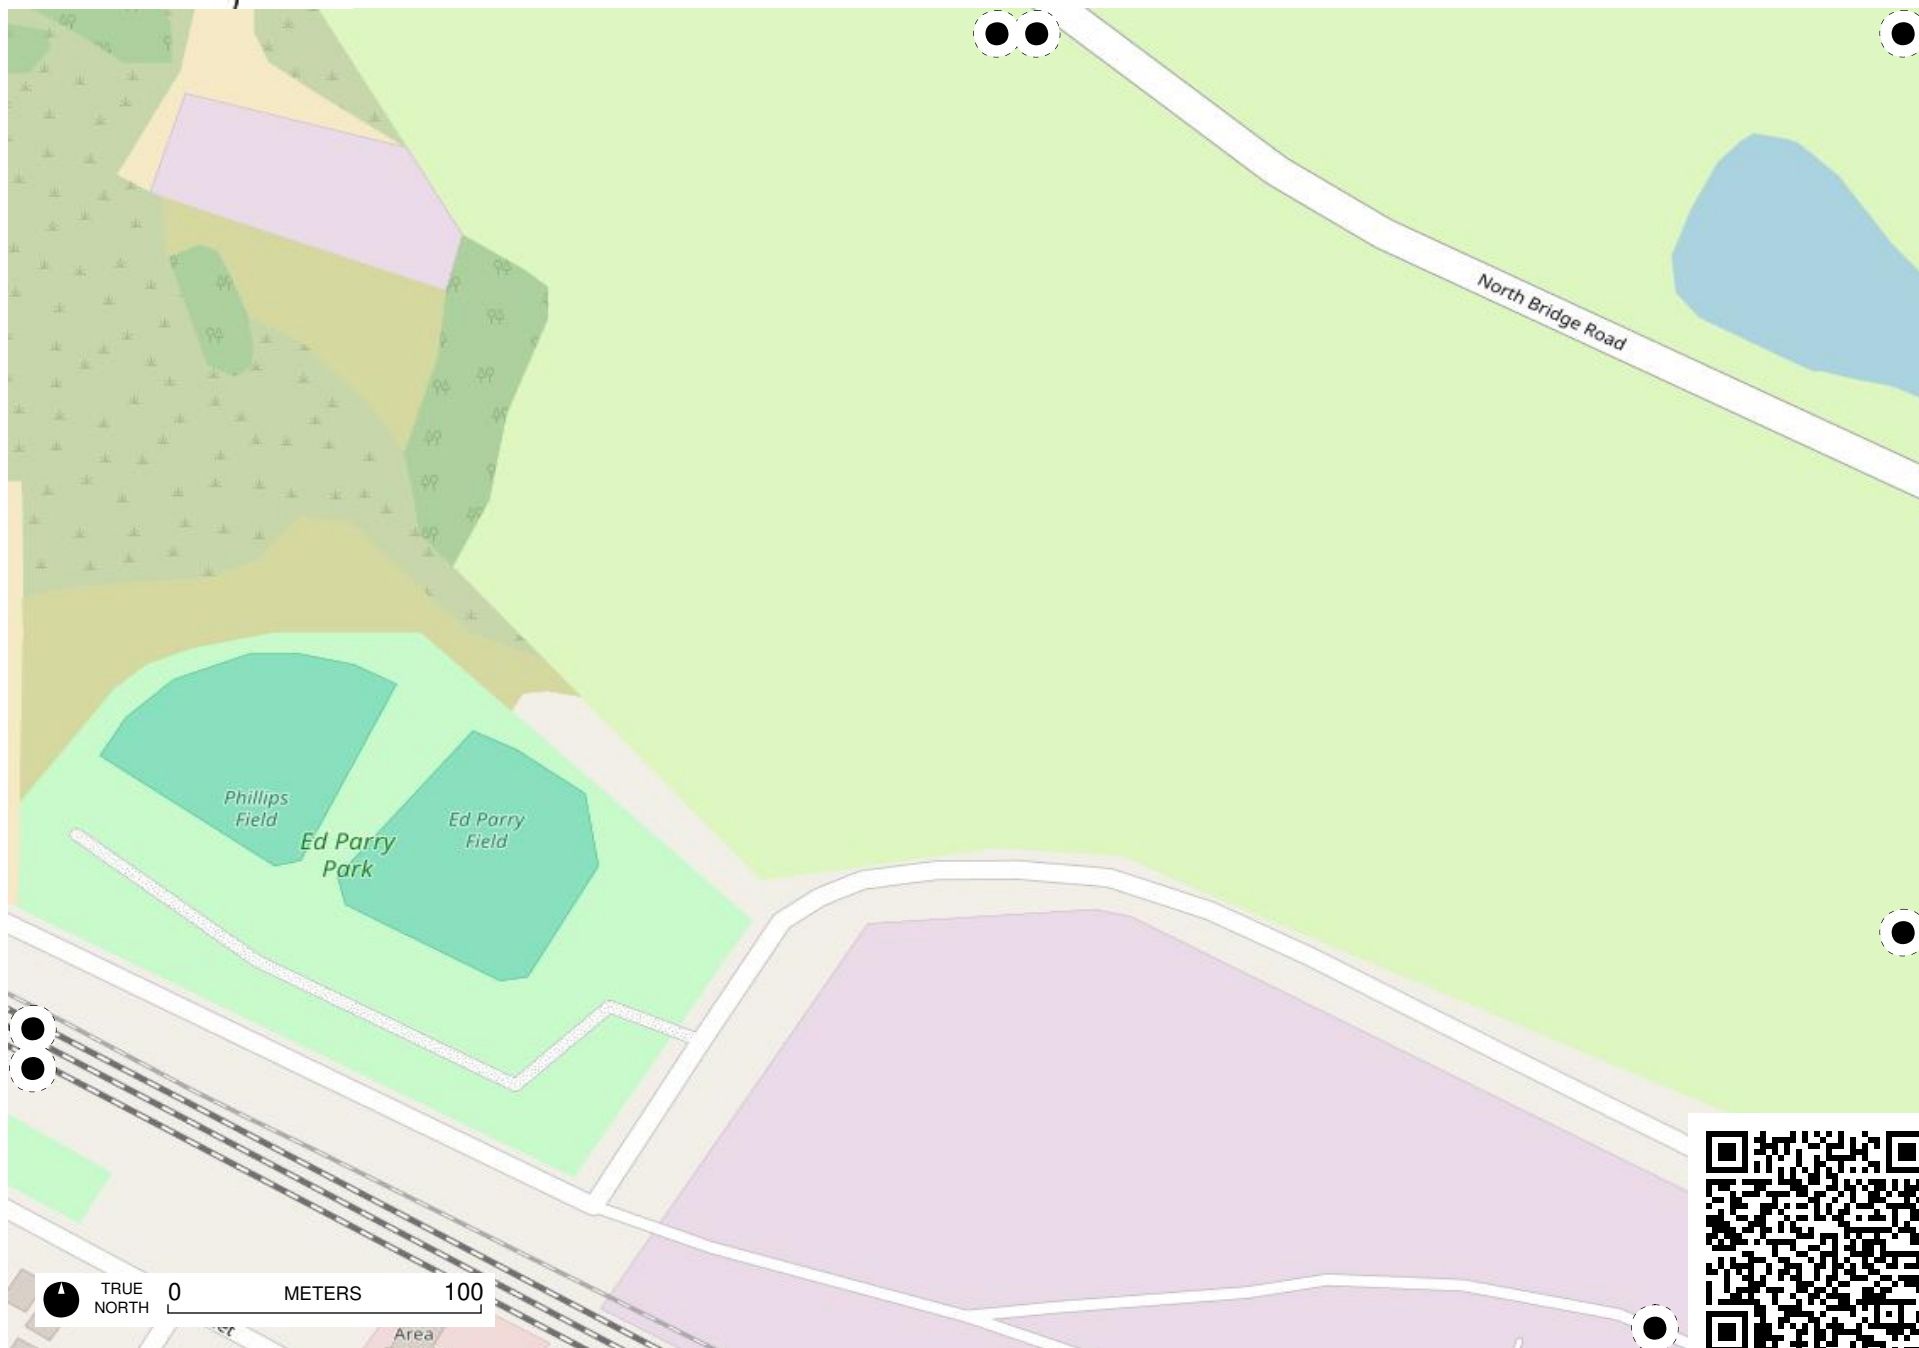 North Bridge Road
Phillips
Field
Ed Parry
Field
Ed Parry
Park
TRUE
NORTH
0
METERS
100
Area